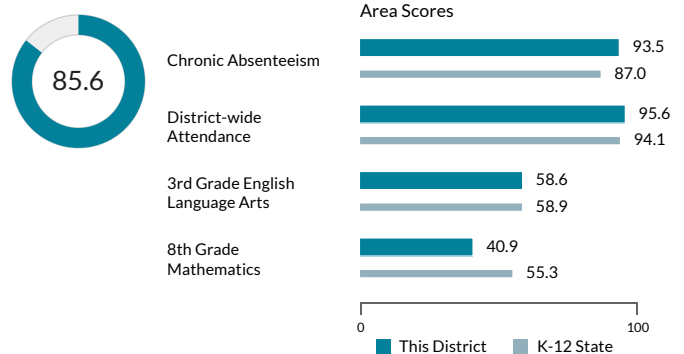 Area Scores
85.6
Chronic Absenteeism
93.5
87.0
District-wide
Attendance
95.6
94.1
3rd Grade English
Language Arts
58.6
58.9
8th Grade
Mathematics
40.9
55.3
0
100
This District
K-12 State